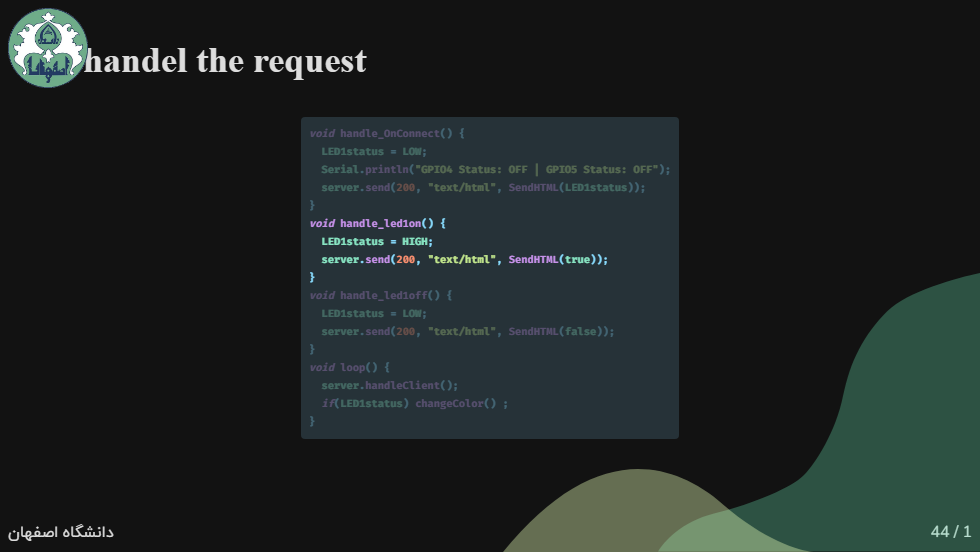 handel the request
void handle_OnConnect() {
  LED1status = LOW;
  Serial.println("GPIO4 Status: OFF | GPIO5 Status: OFF");
  server.send(200, "text/html", SendHTML(LED1status));
}
void handle_led1on() {
  LED1status = HIGH;
  server.send(200, "text/html", SendHTML(true));
}
void handle_led1off() {
  LED1status = LOW;
  server.send(200, "text/html", SendHTML(false));
}
void loop() {
  server.handleClient();
  if(LED1status) changeColor() ;
}
دانشگاه اصفهان
44 / 1